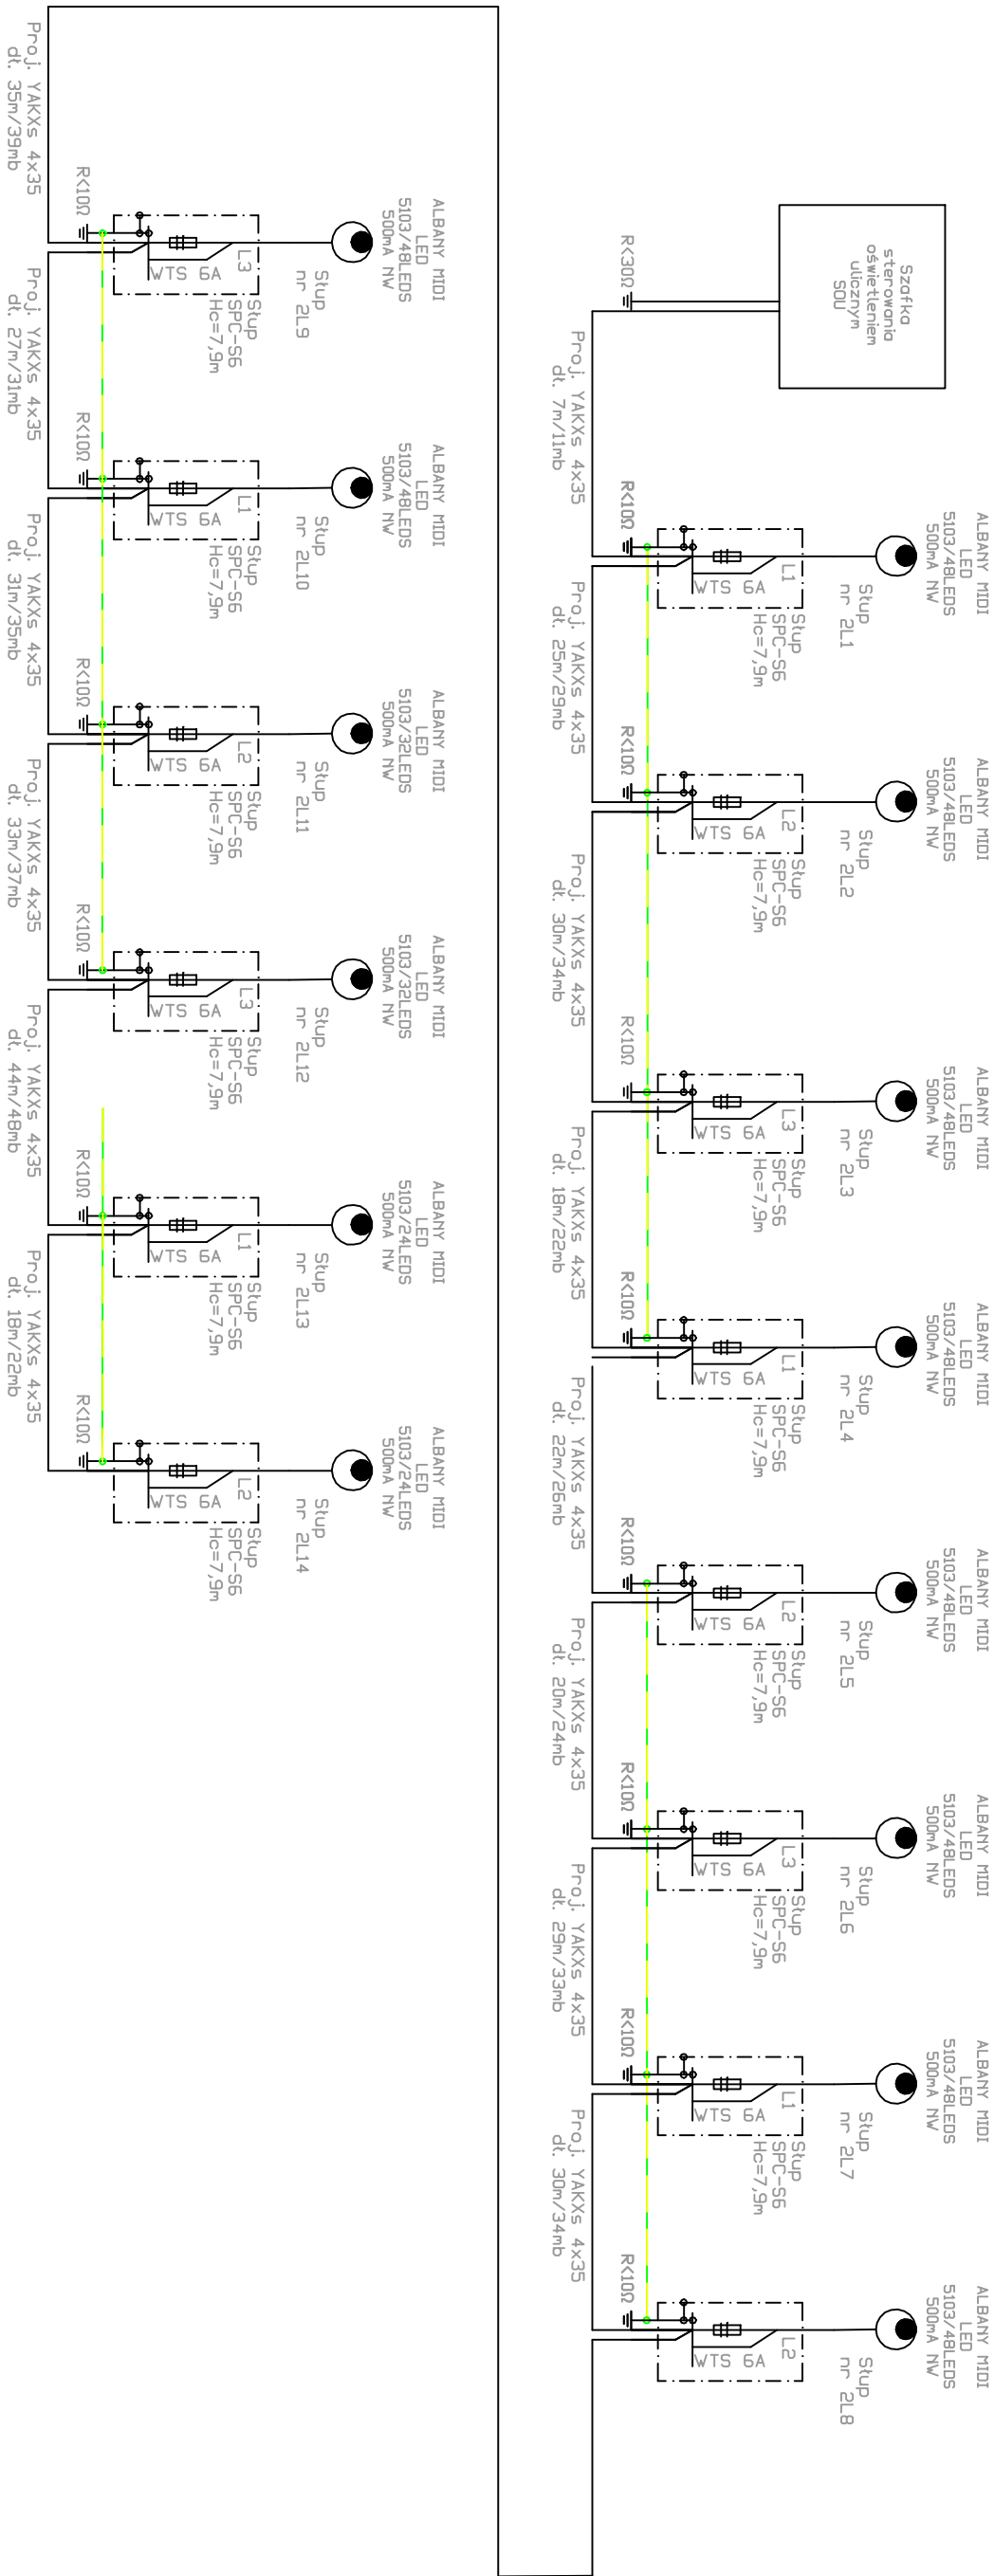 Szafka
sterowania
oświetleniem
ulicznym
SOU
R<30Ω
Proj. YAKXs 4x35
dł. 7m/11mb
ALBANY MIDI
LED
5103/48LEDS
500mA NW
Słup
nr 2L1
Słup
SPC-S6
Hc=7,9m
L1
WTS 6A
R<10Ω
Proj. YAKXs 4x35
dł. 25m/29mb
ALBANY MIDI
LED
5103/48LEDS
500mA NW
Słup
nr 2L2
Słup
SPC-S6
Hc=7,9m
L2
WTS 6A
R<10Ω
Proj. YAKXs 4x35
dł. 30m/34mb
ALBANY MIDI
LED
5103/48LEDS
500mA NW
Słup
nr 2L3
Słup
SPC-S6
Hc=7,9m
L3
WTS 6A
R<10Ω
Proj. YAKXs 4x35
dł. 18m/22mb
ALBANY MIDI
LED
5103/48LEDS
500mA NW
Słup
nr 2L4
Słup
SPC-S6
Hc=7,9m
L1
WTS 6A
R<10Ω
Proj. YAKXs 4x35
dł. 22m/26mb
ALBANY MIDI
LED
5103/48LEDS
500mA NW
Słup
nr 2L5
Słup
SPC-S6
Hc=7,9m
L2
WTS 6A
R<10Ω
Proj. YAKXs 4x35
dł. 20m/24mb
ALBANY MIDI
LED
5103/48LEDS
500mA NW
Słup
nr 2L6
Słup
SPC-S6
Hc=7,9m
L3
WTS 6A
R<10Ω
Proj. YAKXs 4x35
dł. 29m/33mb
ALBANY MIDI
LED
5103/48LEDS
500mA NW
Słup
nr 2L7
Słup
SPC-S6
Hc=7,9m
L1
WTS 6A
R<10Ω
Proj. YAKXs 4x35
dł. 30m/34mb
ALBANY MIDI
LED
5103/48LEDS
500mA NW
Słup
nr 2L8
L2
WTS 6A
R<10Ω
Proj. YAKXs 4x35
dł. 35m/39mb
ALBANY MIDI
LED
5103/48LEDS
500mA NW
Słup
nr 2L9
Słup
SPC-S6
Hc=7,9m
L3
WTS 6A
R<10Ω
Proj. YAKXs 4x35
dł. 27m/31mb
ALBANY MIDI
LED
5103/48LEDS
500mA NW
Słup
nr 2L10
Słup
SPC-S6
Hc=7,9m
L1
WTS 6A
R<10Ω
Proj. YAKXs 4x35
dł. 31m/35mb
ALBANY MIDI
LED
5103/32LEDS
500mA NW
Słup
nr 2L11
Słup
SPC-S6
Hc=7,9m
L2
WTS 6A
R<10Ω
Proj. YAKXs 4x35
dł. 33m/37mb
ALBANY MIDI
LED
5103/32LEDS
500mA NW
Słup
nr 2L12
Słup
SPC-S6
Hc=7,9m
L3
WTS 6A
R<10Ω
Proj. YAKXs 4x35
dł. 44m/48mb
ALBANY MIDI
LED
5103/24LEDS
500mA NW
Słup
nr 2L13
Słup
SPC-S6
Hc=7,9m
L1
WTS 6A
R<10Ω
Proj. YAKXs 4x35
dł. 18m/22mb
ALBANY MIDI
LED
5103/24LEDS
500mA NW
Słup
nr 2L14
Słup
SPC-S6
Hc=7,9m
L2
WTS 6A
R<10Ω